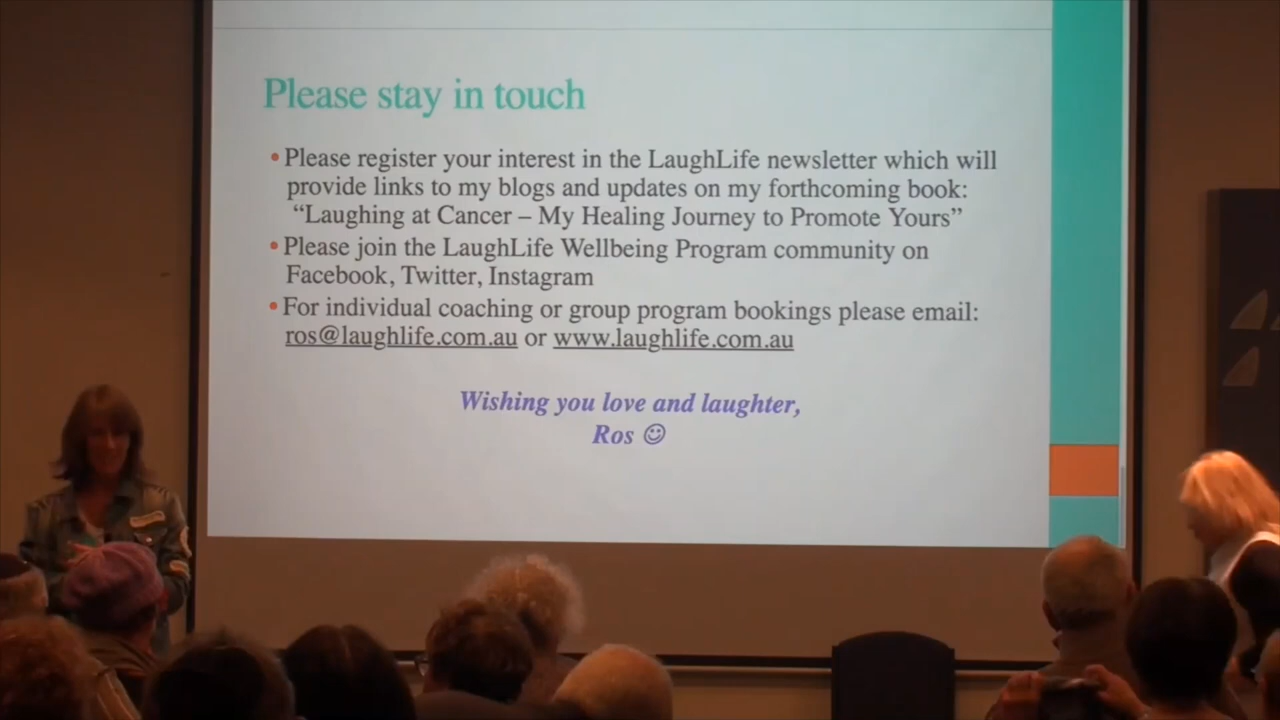 Please stay in touch
• Please register your interest in the LaughLife newsletter which will
provide links to my blogs and updates on my forthcoming book:
“Laughing at Cancer – My Healing Journey to Promote Yours”
• Please join the LaughLife Wellbeing Program community on
Facebook, Twitter, Instagram
• For individual coaching or group program bookings please email:
ros@laughlife.com.au or www.laughlife.com.au
Wishing you love and laughter,
Ros ☺